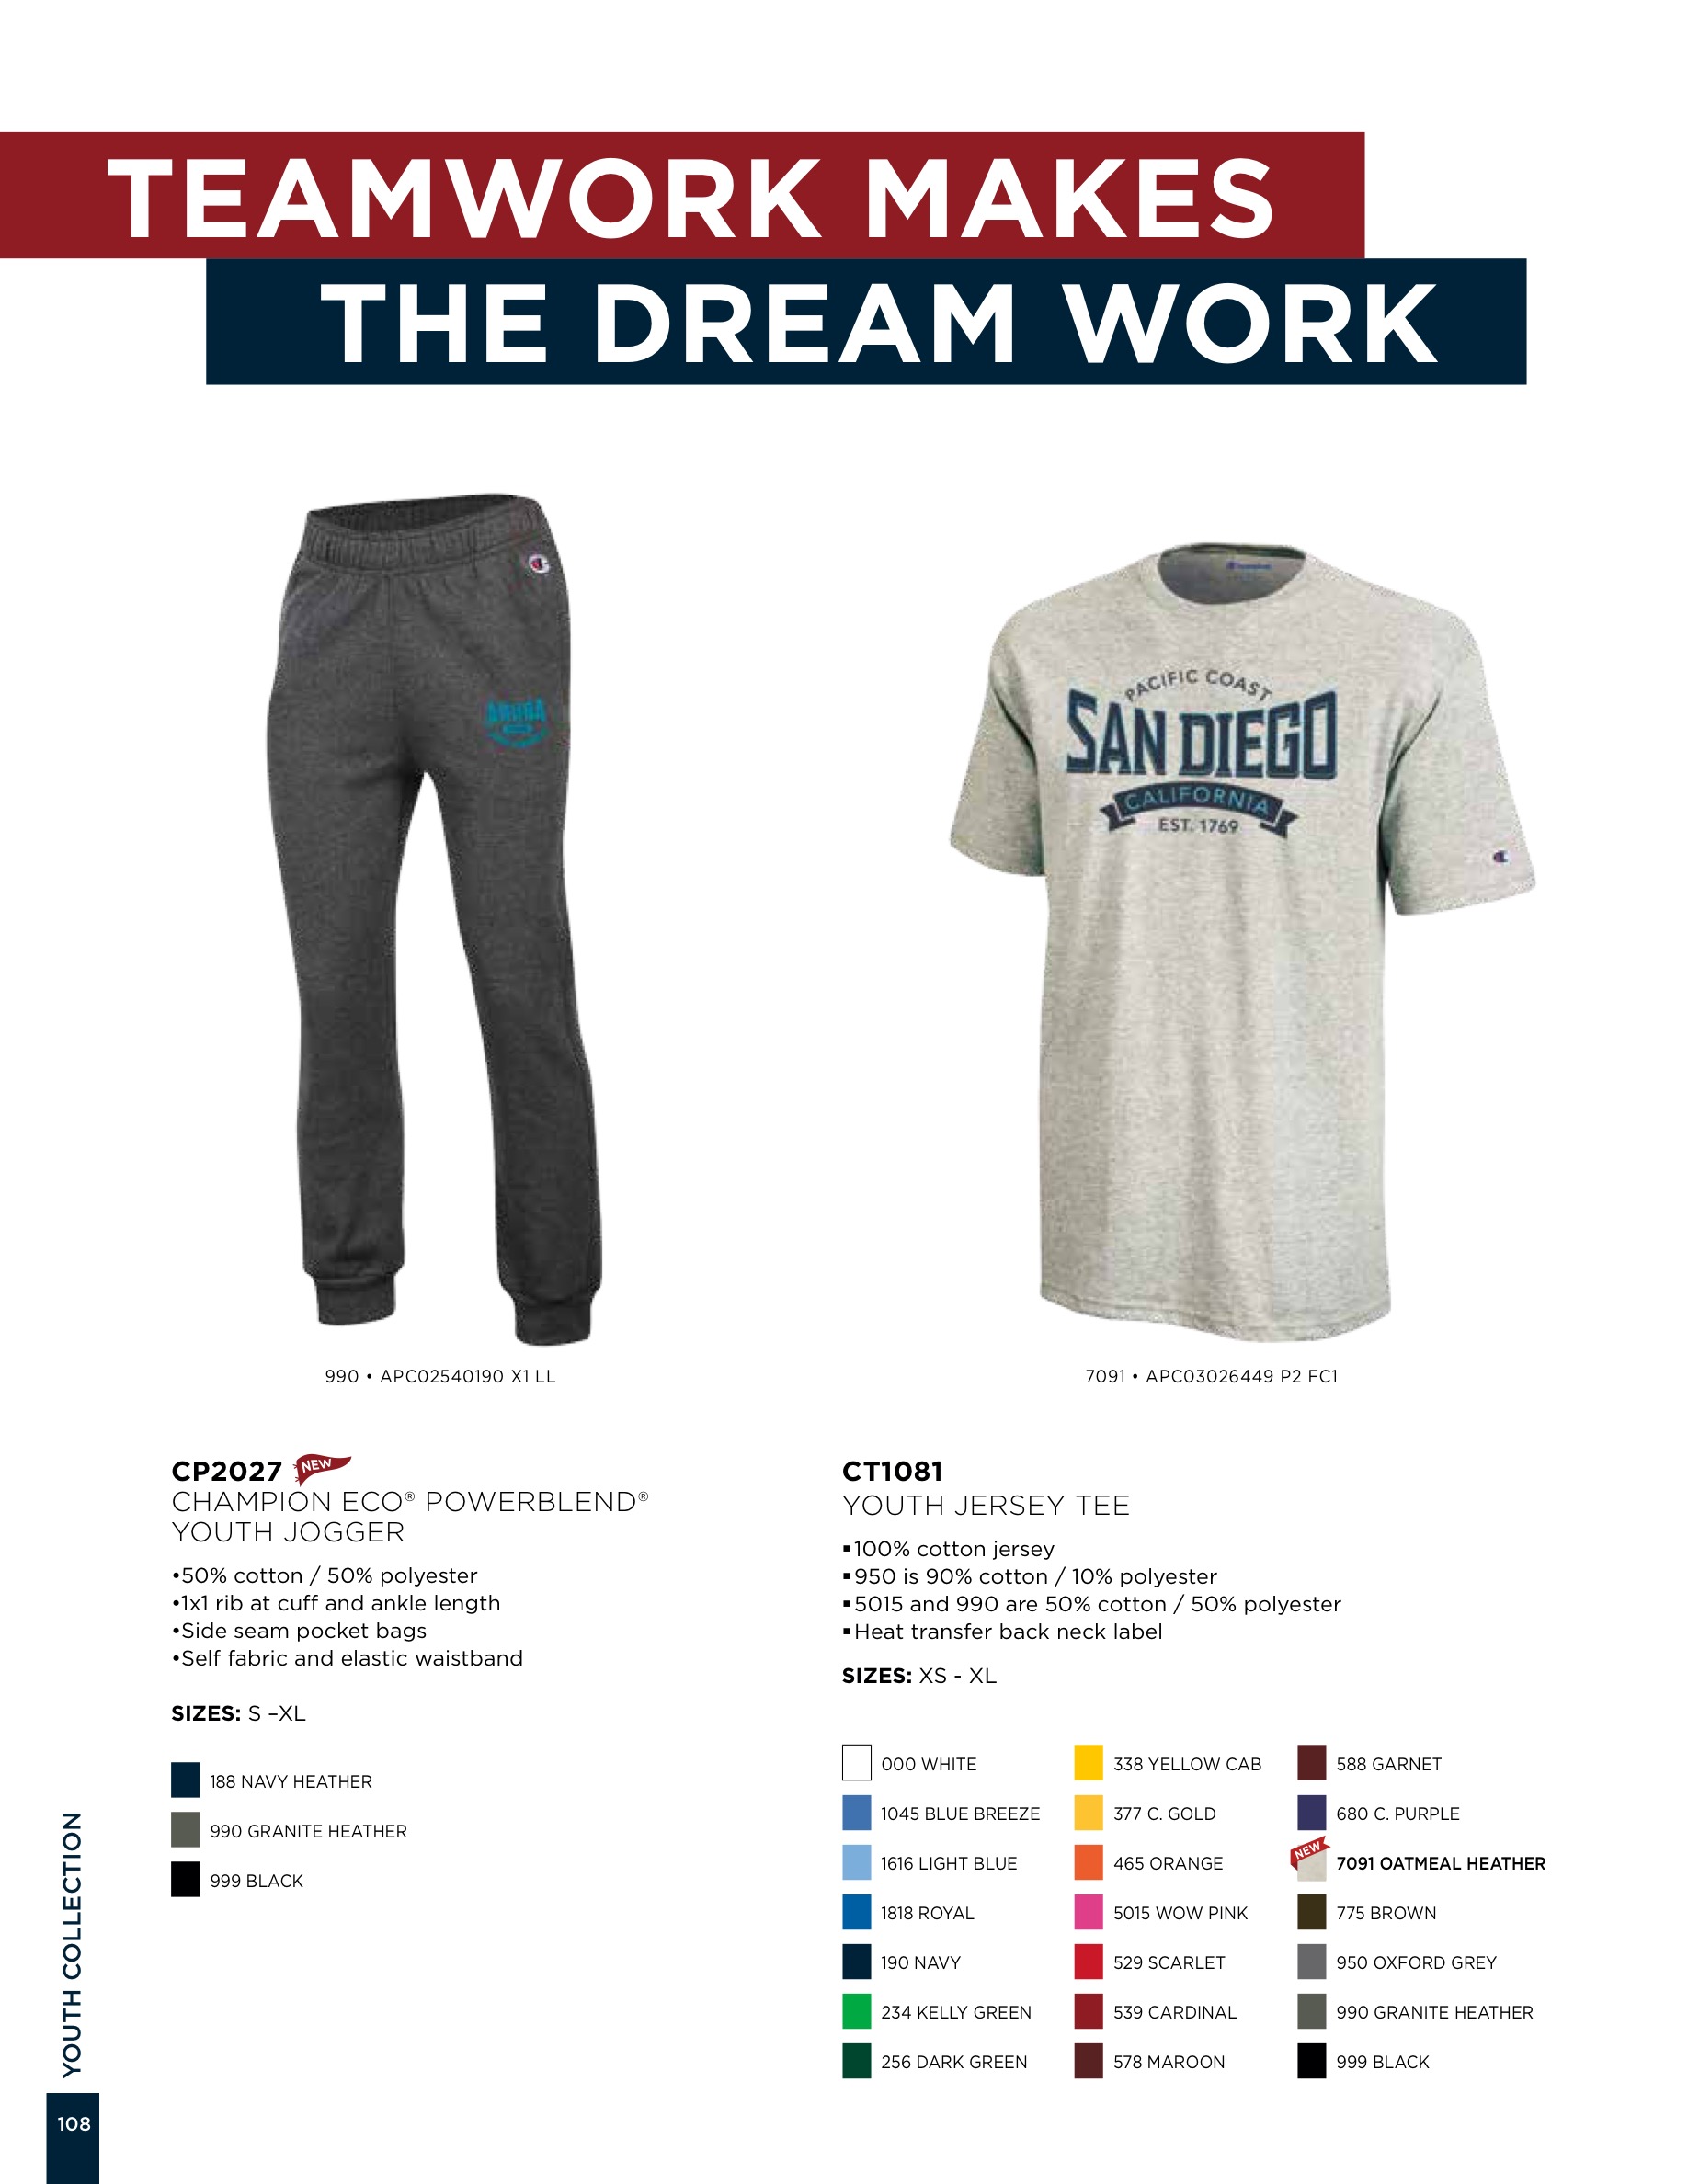 TEAMWORK MAKES
THE DREAM WORK
PACIFIC COAST
SAN DIEGO
CALIFORNIA
EST. 1769
990 • APC02540190 X1 LL
7091 • APC03026449 P2 FC1
CP2027 NEW
CHAMPION ECO® POWERBLEND®
YOUTH JOGGER
•50% cotton / 50% polyester
•1x1 rib at cuff and ankle length
•Side seam pocket bags
•Self fabric and elastic waistband
SIZES: S –XL
188 NAVY HEATHER
990 GRANITE HEATHER
999 BLACK
CT1081
YOUTH JERSEY TEE
▪100% cotton jersey
▪950 is 90% cotton / 10% polyester
▪5015 and 990 are 50% cotton / 50% polyester
▪Heat transfer back neck label
SIZES: XS - XL
000 WHITE
1045 BLUE BREEZE
1616 LIGHT BLUE
1818 ROYAL
190 NAVY
234 KELLY GREEN
256 DARK GREEN
338 YELLOW CAB
377 C. GOLD
465 ORANGE
5015 WOW PINK
529 SCARLET
539 CARDINAL
578 MAROON
588 GARNET
680 C. PURPLE
NEW
7091 OATMEAL HEATHER
775 BROWN
950 OXFORD GREY
990 GRANITE HEATHER
999 BLACK
YOUTH COLLECTION
108